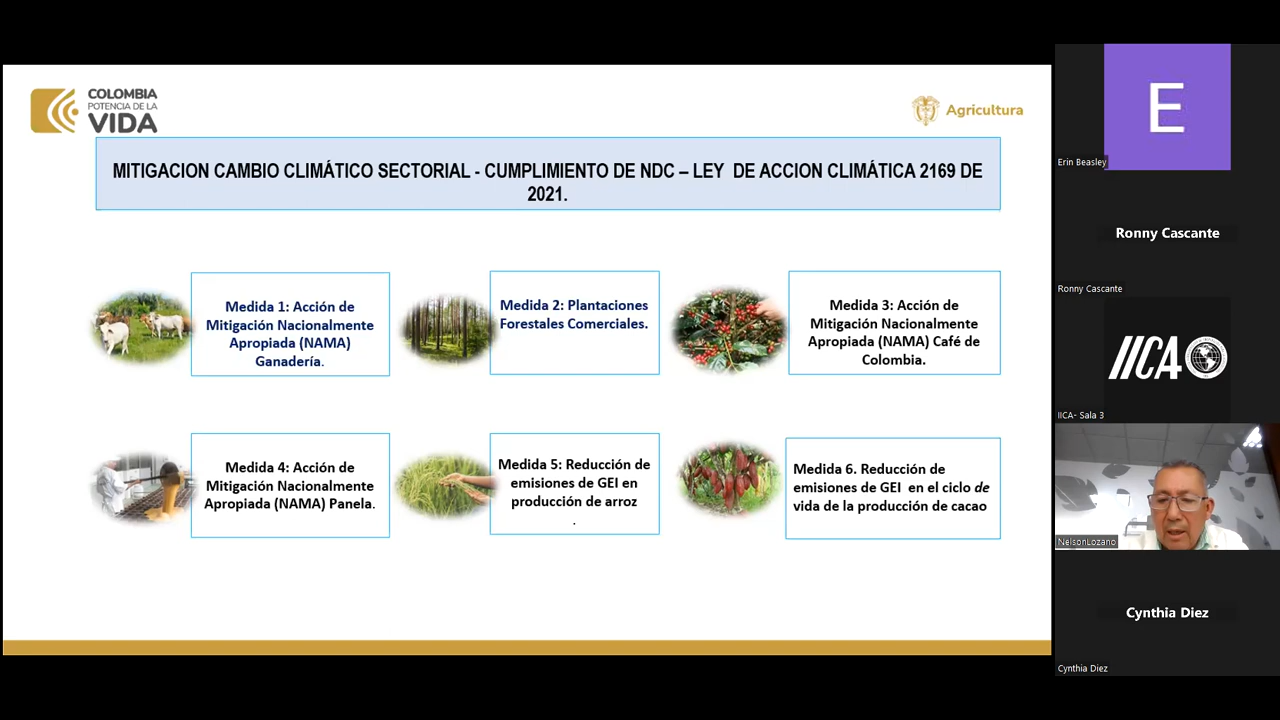 COLOMBIA
POTENCIA DE LA
VIDA
Agricultura
MITIGACION CAMBIO CLIMÁTICO SECTORIAL - CUMPLIMIENTO DE NDC – LEY DE ACCION CLIMÁTICA 2169 DE
2021.
Medida 1: Acción de
Mitigación Nacionalmente
Apropiada (NAMA)
Ganadería.
Medida 2: Plantaciones
Forestales Comerciales.
Medida 3: Acción de
Mitigación Nacionalmente
Apropiada (NAMA) Café de
Colombia.
Medida 4: Acción de
Mitigación Nacionalmente
Apropiada (NAMA) Panela.
Medida 5: Reducción de
emisiones de GEI en
producción de arroz
.
Medida 6. Reducción de
emisiones de GEI en el ciclo de
vida de la producción de cacao
E
Erin Beasley
Ronny Cascante
Ronny Cascante
IICA
IICA- Sala 3
NelsonLozano
Cynthia Diez
Cynthia Diez